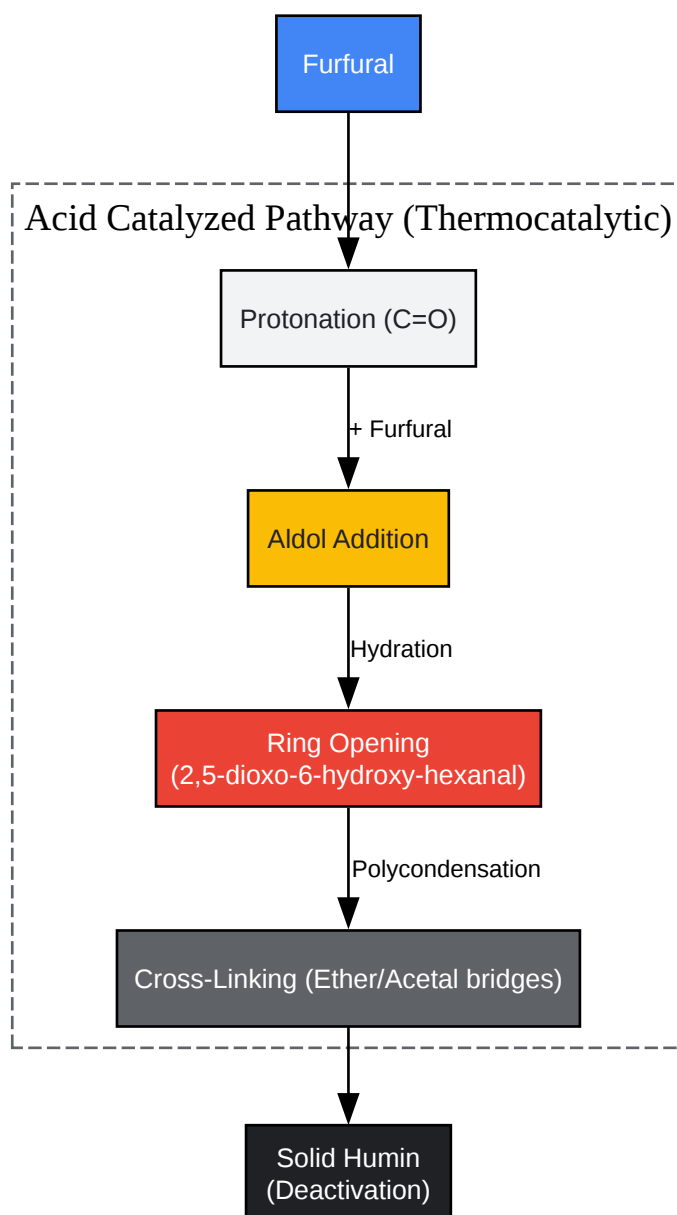 Furfural
Acid Catalyzed Pathway (Thermocatalytic)
Protonation (C=O)
+ Furfural
Aldol Addition
Hydration
Ring Opening
(2,5-dioxo-6-hydroxy-hexanal)
Polycondensation
Cross-Linking (Ether/Acetal bridges)
Solid Humin
(Deactivation)